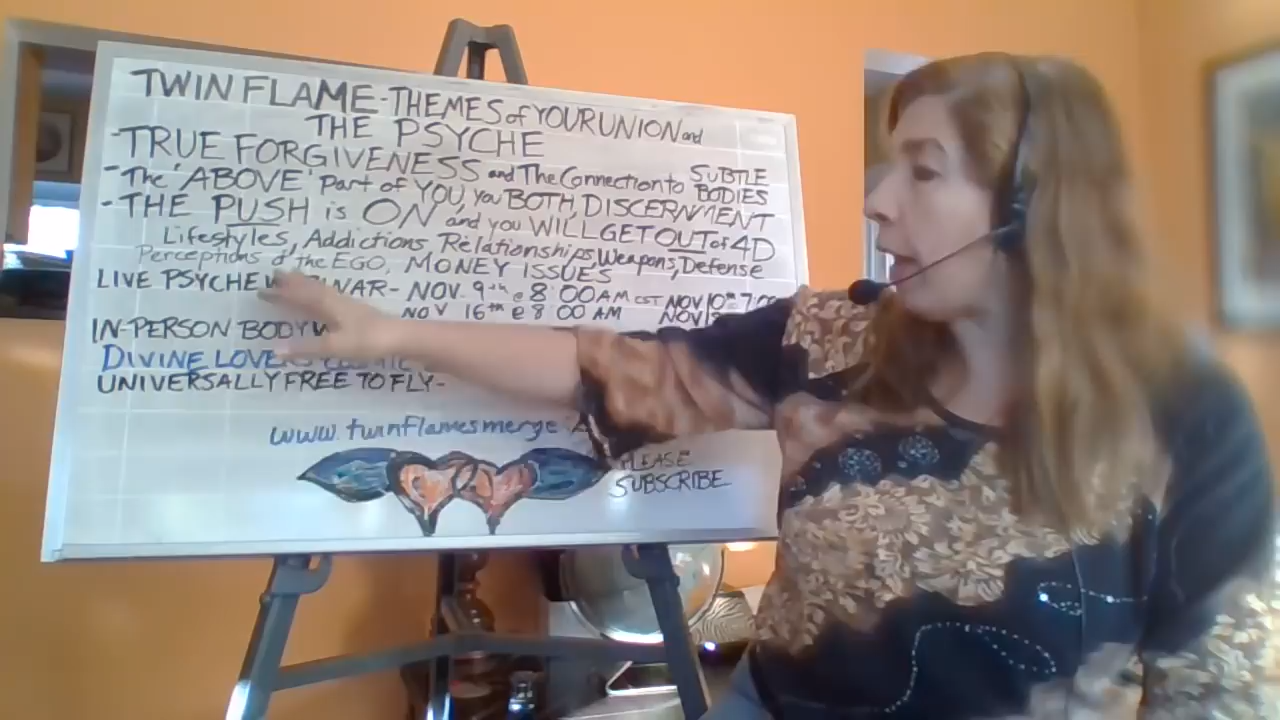 TWIN FLAME - THEMES of YOUR UNION and
THE PSYCHE
- TRUE FORGIVENESS and The Connection to SUBTLE BODIES
- The 'ABOVE' Part of YOU, you BOTH, DISCERNMENT
- THE PUSH is ON and you WILL GET OUT of 4D
Lifestyles, Addictions, Relationships, Weapons, Defense
Perceptions of the EGO, MONEY ISSUES
LIVE PSYCHE NAR - NOV. 9th @ 8:00 AM CST NOV 10th 7:00
NOV 16th @ 8:00 AM NOV
IN-PERSON
DIVINE
UNIVERSALLY FREE TO FLY -
www.twinflamesmerge
PLEASE
SUBSCRIBE